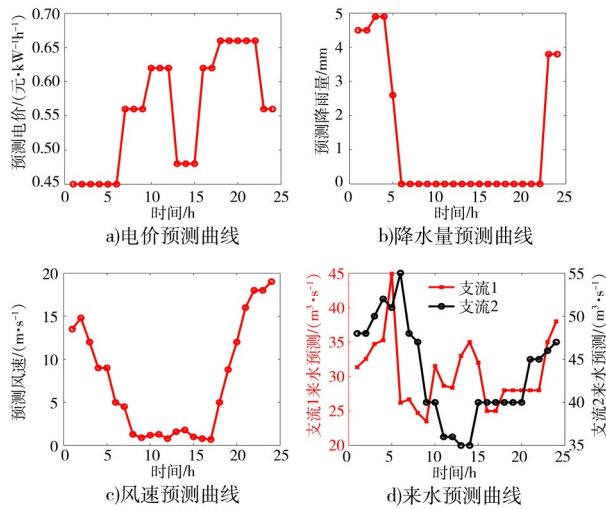 0.70
0.65
0.60
0.55
0.50
0.45
预测电价/(元·kW⁻¹h⁻¹)
0 5 10 15 20 25
时间/h
a)电价预测曲线
5
4
3
2
1
0
预测降雨量/mm
0 5 10 15 20 25
时间/h
b)降水量预测曲线
20
15
10
5
0
预测风速/(m·s⁻¹)
0 5 10 15 20 25
时间/h
c)风速预测曲线
45
40
35
30
25
20
支流1来水预测/(m³·s⁻¹)
支流1
支流2
55
50
45
40
35
支流2来水预测/(m³·s⁻¹)
0 5 10 15 20 25
时间/h
d)来水预测曲线